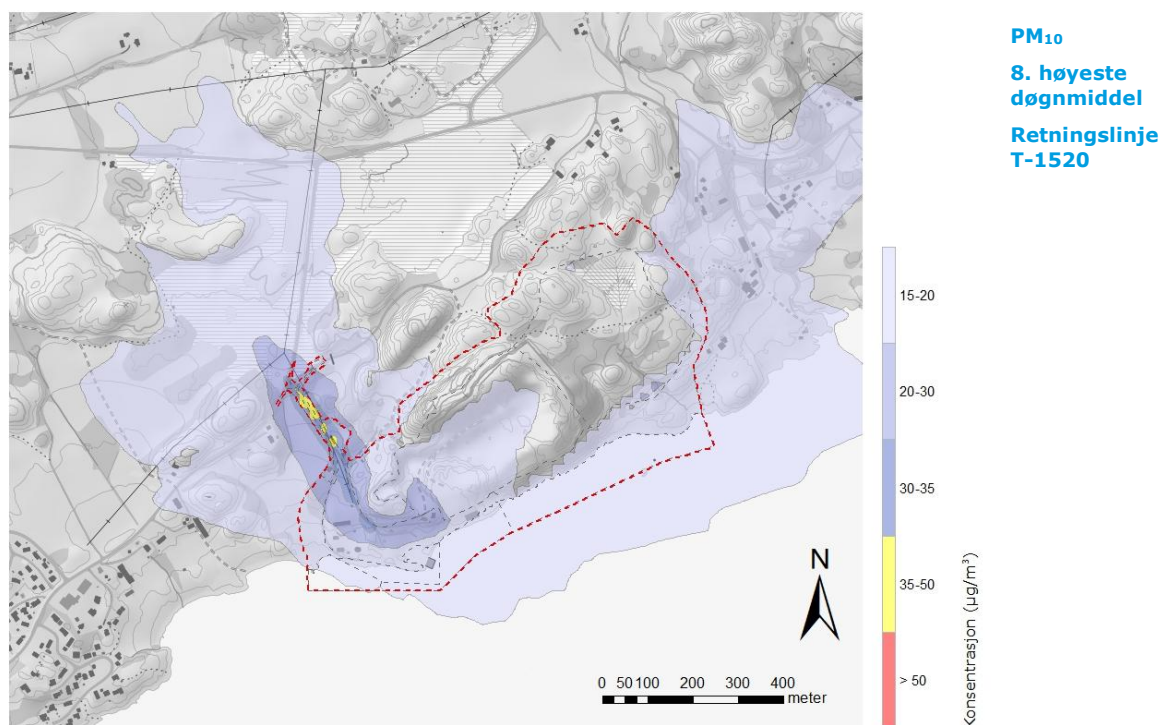 PM₁₀
8. høyeste
døgnmiddel
Retningslinje
T-1520
15-20
20-30
30-35
35-50
> 50
Konsentrasjon (µg/m³)
N
0 50 100 200 300 400
meter